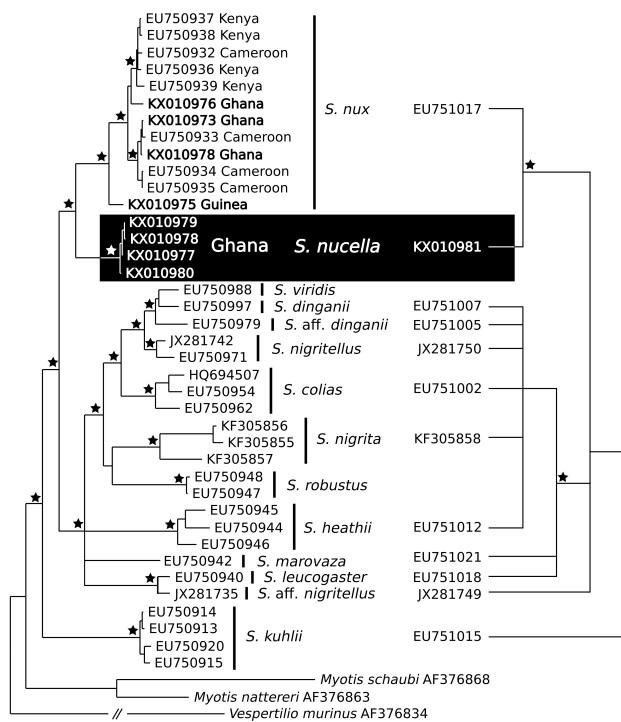 EU750937 Kenya
EU750938 Kenya
EU750932 Cameroon
EU750936 Kenya
EU750939 Kenya
KX010976 Ghana
S. nux EU751017
KX010973 Ghana
EU750933 Cameroon
KX010978 Ghana
EU750934 Cameroon
EU750935 Cameroon
KX010975 Guinea
KX010979
KX010978
Ghana S. nucella KX010981
KX010977
KX010980
EU750988 S. viridis
EU750997 S. dinganii EU751007
EU750979 S. aff. dinganii EU751005
JX281742
S. nigritellus JX281750
EU750971
HQ694507
EU750954 S. colias EU751002
EU750962
KF305856
KF305855 S. nigrita KF305858
KF305857
EU750948
S. robustus
EU750947
EU750945
EU750944 S. heathii EU751012
EU750946
EU750942 S. marovaza EU751021
EU750940 S. leucogaster EU751018
JX281735 S. aff. nigritellus JX281749
EU750914
EU750913
S. kuhlii EU751015
EU750920
EU750915
Myotis schaubi AF376868
Myotis nattereri AF376863
// Vespertilio murinus AF376834